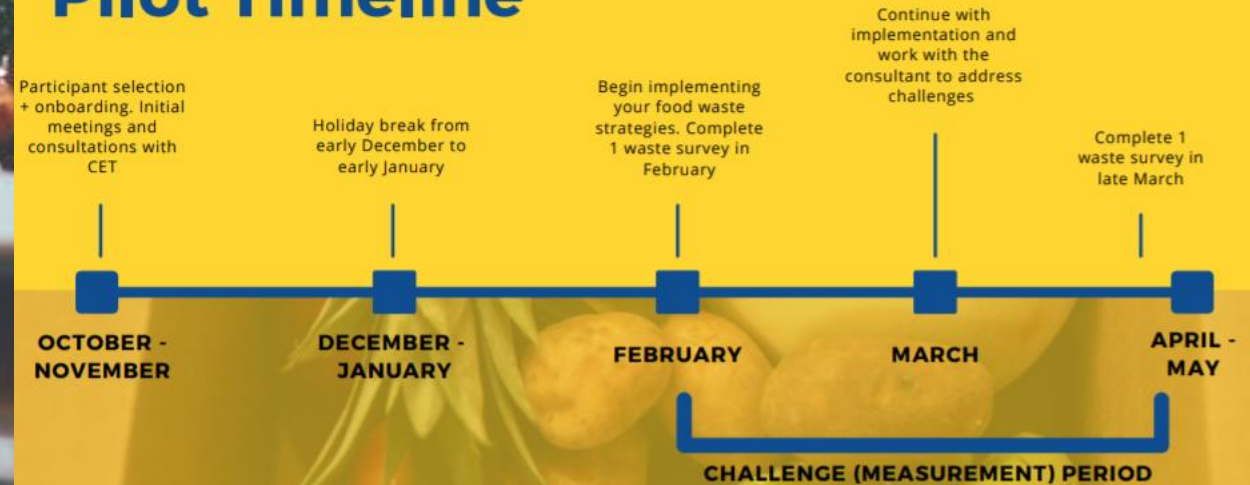 Pilot Timeline
Participant selection
+ onboarding. Initial
meetings and
consultations with
CET
Holiday break from
early December to
early January
Begin implementing
your food waste
strategies. Complete
1 waste survey in
February
Continue with
implementation and
work with the
consultant to address
challenges
Complete 1
waste survey in
late March
OCTOBER -
NOVEMBER
DECEMBER -
JANUARY
FEBRUARY
MARCH
APRIL -
MAY
CHALLENGE (MEASUREMENT) PERIOD